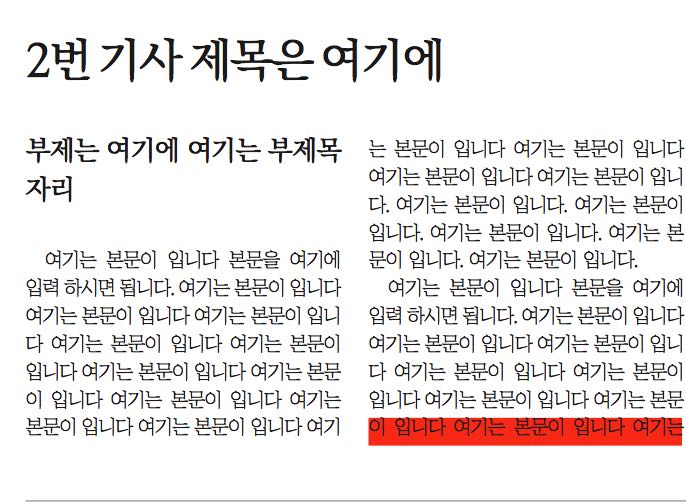 2번 기사 제목은 여기에
부제는 여기에 여기는 부제목
자리
여기는 본문이 입니다 본문을 여기에
입력 하시면 됩니다. 여기는 본문이 입니다
여기는 본문이 입니다 여기는 본문이 입니
다 여기는 본문이 입니다 여기는 본문이
입니다 여기는 본문이 입니다 여기는 본문
이 입니다 여기는 본문이 입니다 여기는
본문이 입니다 여기는 본문이 입니다 여기
는 본문이 입니다 여기는 본문이 입니다
여기는 본문이 입니다 여기는 본문이 입니
다. 여기는 본문이 입니다. 여기는 본문이
입니다. 여기는 본문이 입니다. 여기는 본
문이 입니다. 여기는 본문이 입니다.
여기는 본문이 입니다 본문을 여기에
입력 하시면 됩니다. 여기는 본문이 입니다
여기는 본문이 입니다 여기는 본문이 입니
다 여기는 본문이 입니다 여기는 본문이
입니다 여기는 본문이 입니다 여기는 본문
이 입니다 여기는 본문이 입니다 여기는